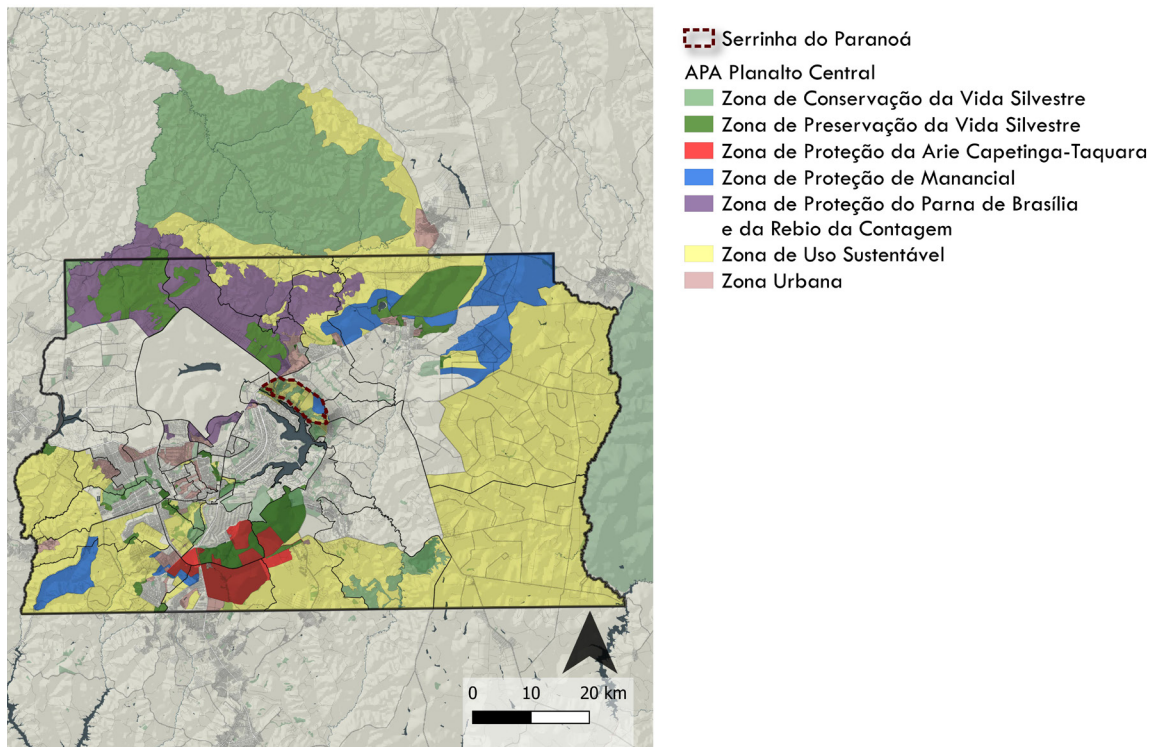 Serrinha do Paranoá
APA Planalto Central
Zona de Conservação da Vida Silvestre
Zona de Preservação da Vida Silvestre
Zona de Proteção da Arie Capetinga-Taquara
Zona de Proteção de Manancial
Zona de Proteção do Parna de Brasília
e da Rebio da Contagem
Zona de Uso Sustentável
Zona Urbana
0 10 20 km